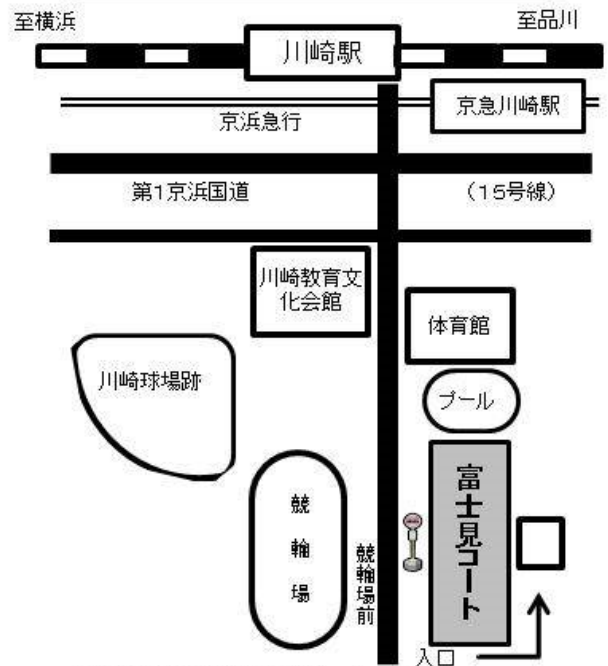 至横浜
至品川
川崎駅
京急川崎駅
京浜急行
第1京浜国道
(15号線)
川崎教育文
化会館
体育館
川崎球場跡
プール
競輪場
競輪場前
富士見コート
入口